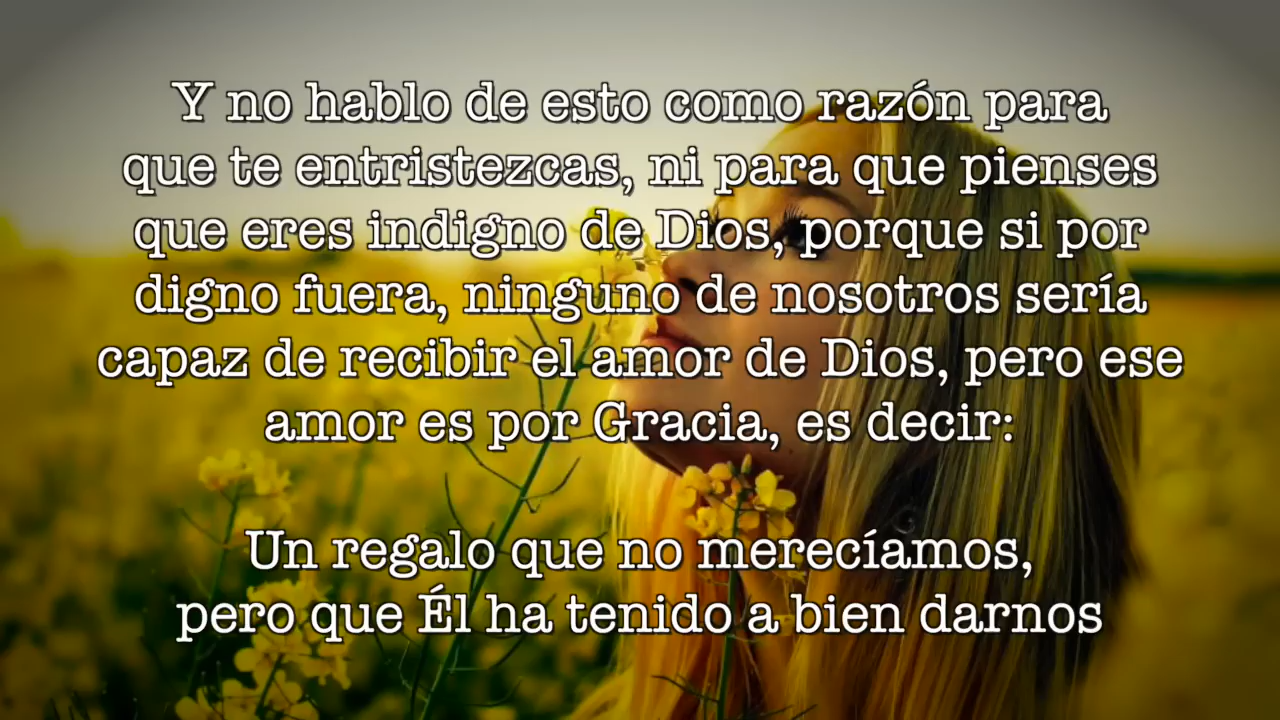 Y no hablo de esto como razón para
que te entristezcas, ni para que pienses
que eres indigno de Dios, porque si por
digno fuera, ninguno de nosotros sería
capaz de recibir el amor de Dios, pero ese
amor es por Gracia, es decir:
Un regalo que no merecíamos,
pero que Él ha tenido a bien darnos